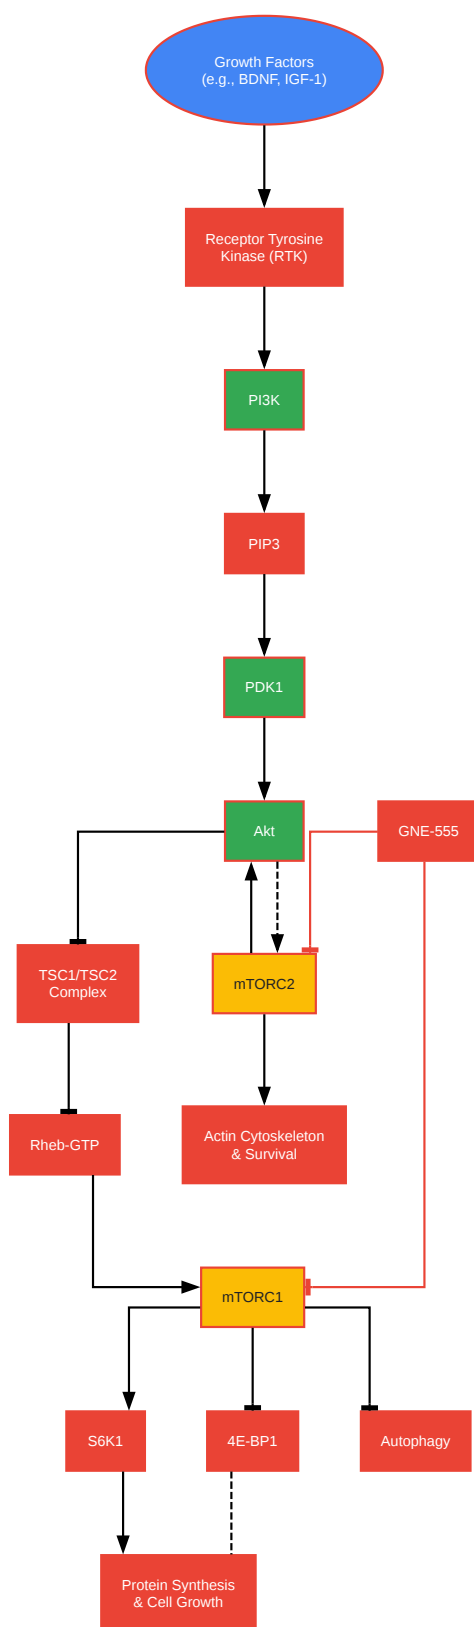 Growth Factors
(e.g., BDNF, IGF-1)
Receptor Tyrosine
Kinase (RTK)
PI3K
PIP3
PDK1
Akt
GNE-555
TSC1/TSC2
Complex
mTORC2
Rheb-GTP
Actin Cytoskeleton
& Survival
mTORC1
S6K1
4E-BP1
Autophagy
Protein Synthesis
& Cell Growth